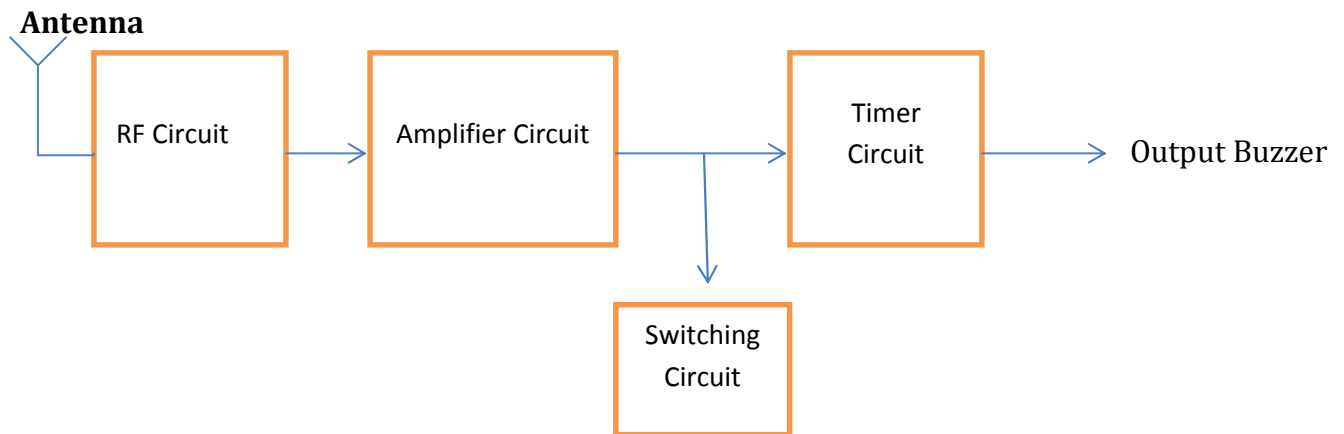 Antenna
RF Circuit
Amplifier Circuit
Timer
Circuit
Output Buzzer
Switching
Circuit